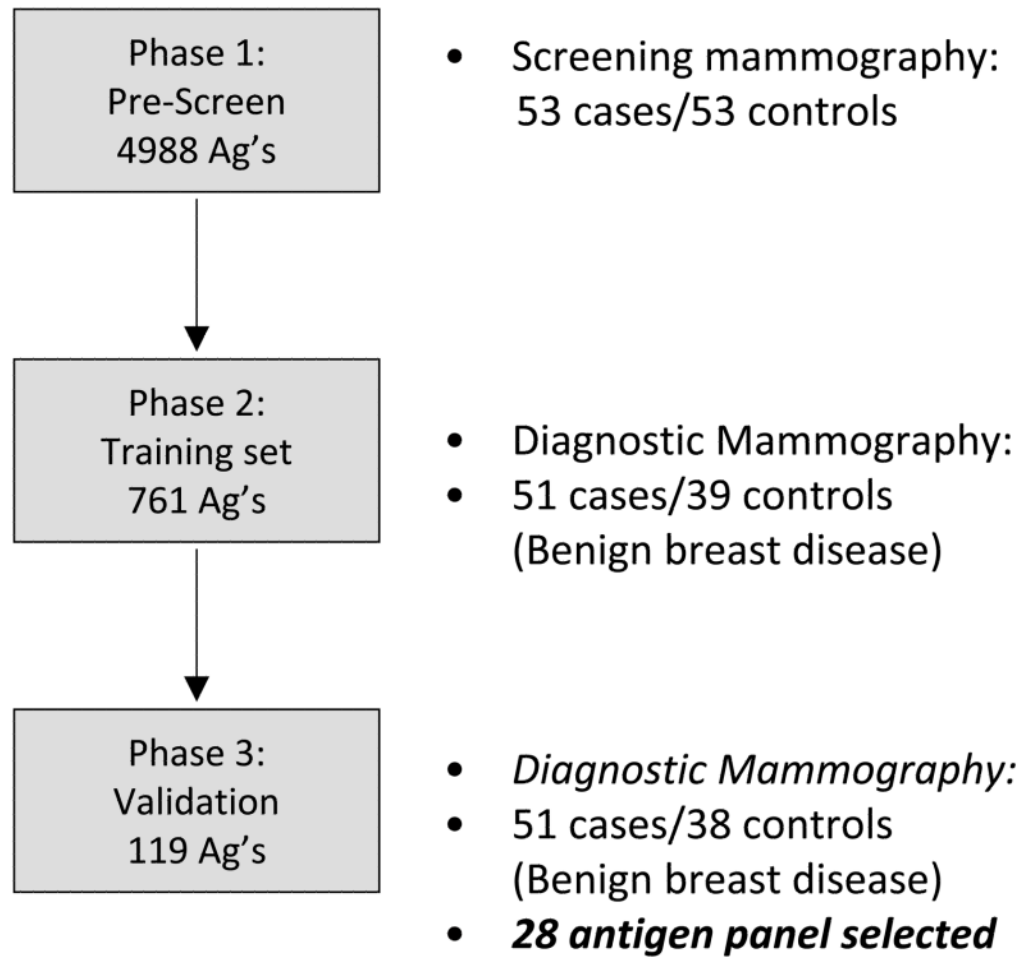 Phase 1:
Pre-Screen
4988 Ag's
• Screening mammography:
53 cases/53 controls
Phase 2:
Training set
761 Ag's
• Diagnostic Mammography:
• 51 cases/39 controls
(Benign breast disease)
Phase 3:
Validation
119 Ag's
• Diagnostic Mammography:
• 51 cases/38 controls
(Benign breast disease)
• 28 antigen panel selected